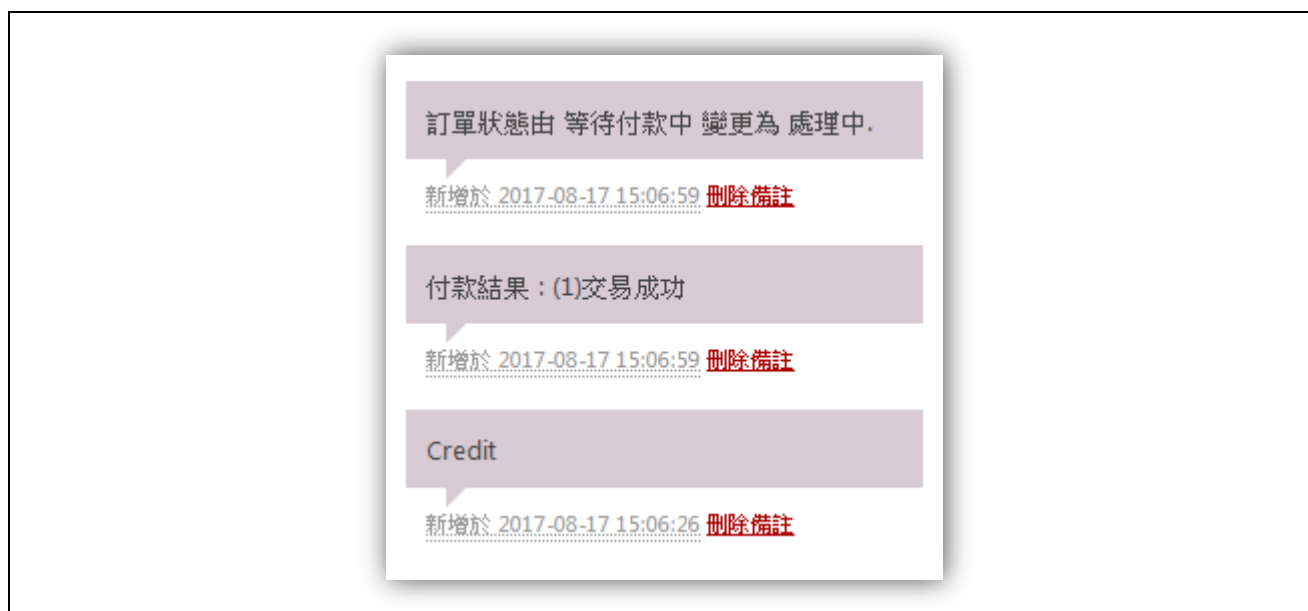 訂單狀態由 等待付款中 變更為 處理中.
新增於 2017-08-17 15:06:59 刪除備註
付款結果：(1)交易成功
新增於 2017-08-17 15:06:59 刪除備註
Credit
新增於 2017-08-17 15:06:26 刪除備註